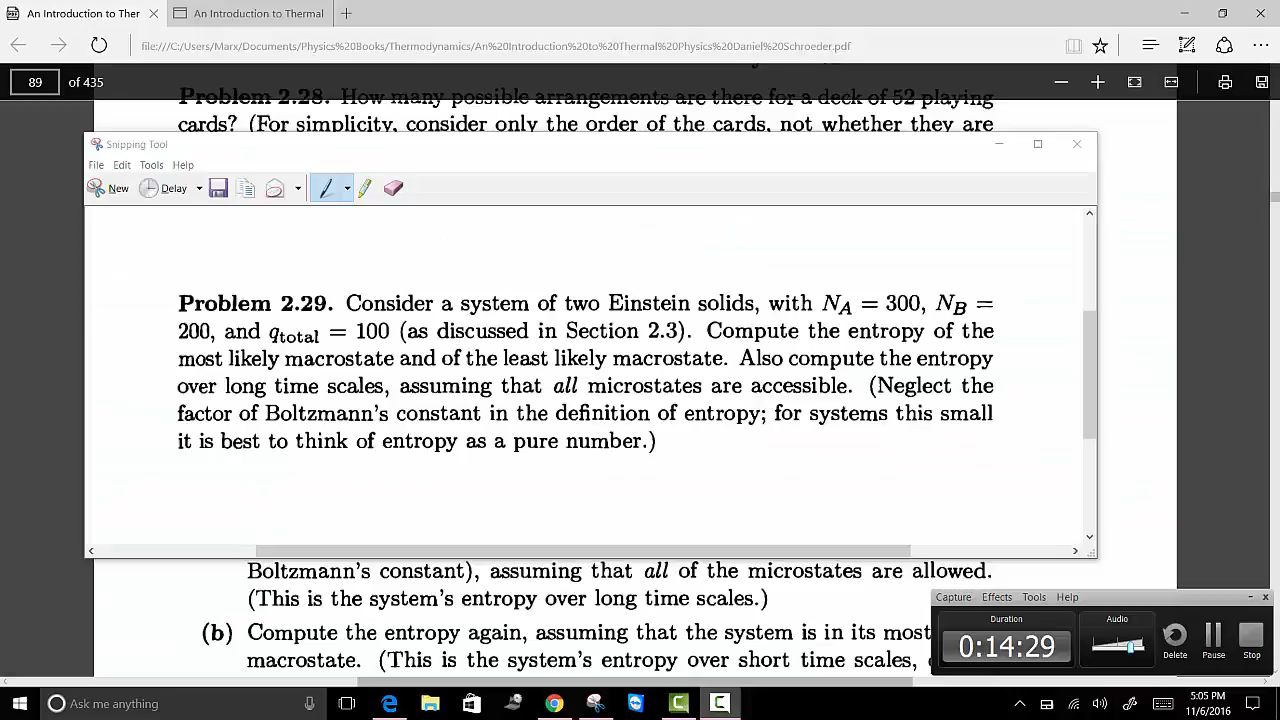 An Introduction to Ther
An Introduction to Thermal
file:///C:/Users/Marx/Documents/Physics%20Books/Thermodynamics/An%20Introduction%20to%20Thermal%20Physics%20Daniel%20Schroeder.pdf
89 of 435
Problem 2.28. How many possible arrangements are there for a deck of 52 playing
cards? (For simplicity, consider only the order of the cards, not whether they are
Snipping Tool
File Edit Tools Help
New Delay
Problem 2.29. Consider a system of two Einstein solids, with N_A = 300, N_B =
200, and q_total = 100 (as discussed in Section 2.3). Compute the entropy of the
most likely macrostate and of the least likely macrostate. Also compute the entropy
over long time scales, assuming that all microstates are accessible. (Neglect the
factor of Boltzmann's constant in the definition of entropy; for systems this small
it is best to think of entropy as a pure number.)
Boltzmann's constant), assuming that all of the microstates are allowed.
(This is the system's entropy over long time scales.)
(b) Compute the entropy again, assuming that the system is in its most
macrostate. (This is the system's entropy over short time scales,
Capture Effects Tools Help
Duration
0:14:29
Audio
Delete Pause Stop
Ask me anything
5:05 PM
11/6/2016